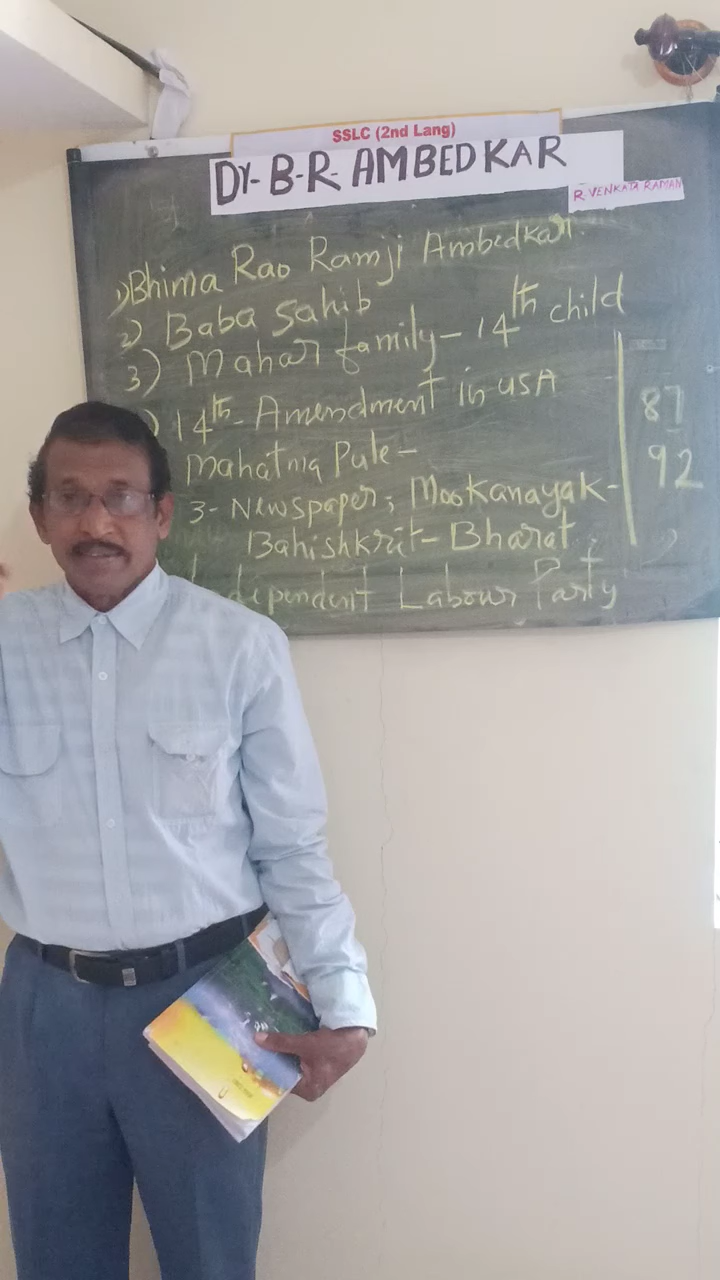 SSLC (2nd Lang)
Dr- B-R- AMBEDKAR
R. VENKATA RAMAN
1) Bhima Rao Ramji Ambedkar.
2) Baba Sahib
3) Mahar family - 14th child
) 14th - Amendment in USA
Mahatma Pule -
3 - Newspaper; Mookanayak -
Bahishkrit - Bharat.
dependent Labour Party
87
92